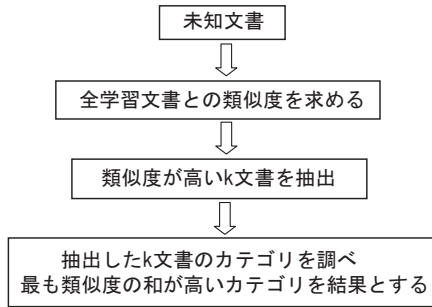 未知文書
全学習文書との類似度を求める
類似度が高いk文書を抽出
抽出したk文書のカテゴリを調べ
最も類似度の和が高いカテゴリを結果とする